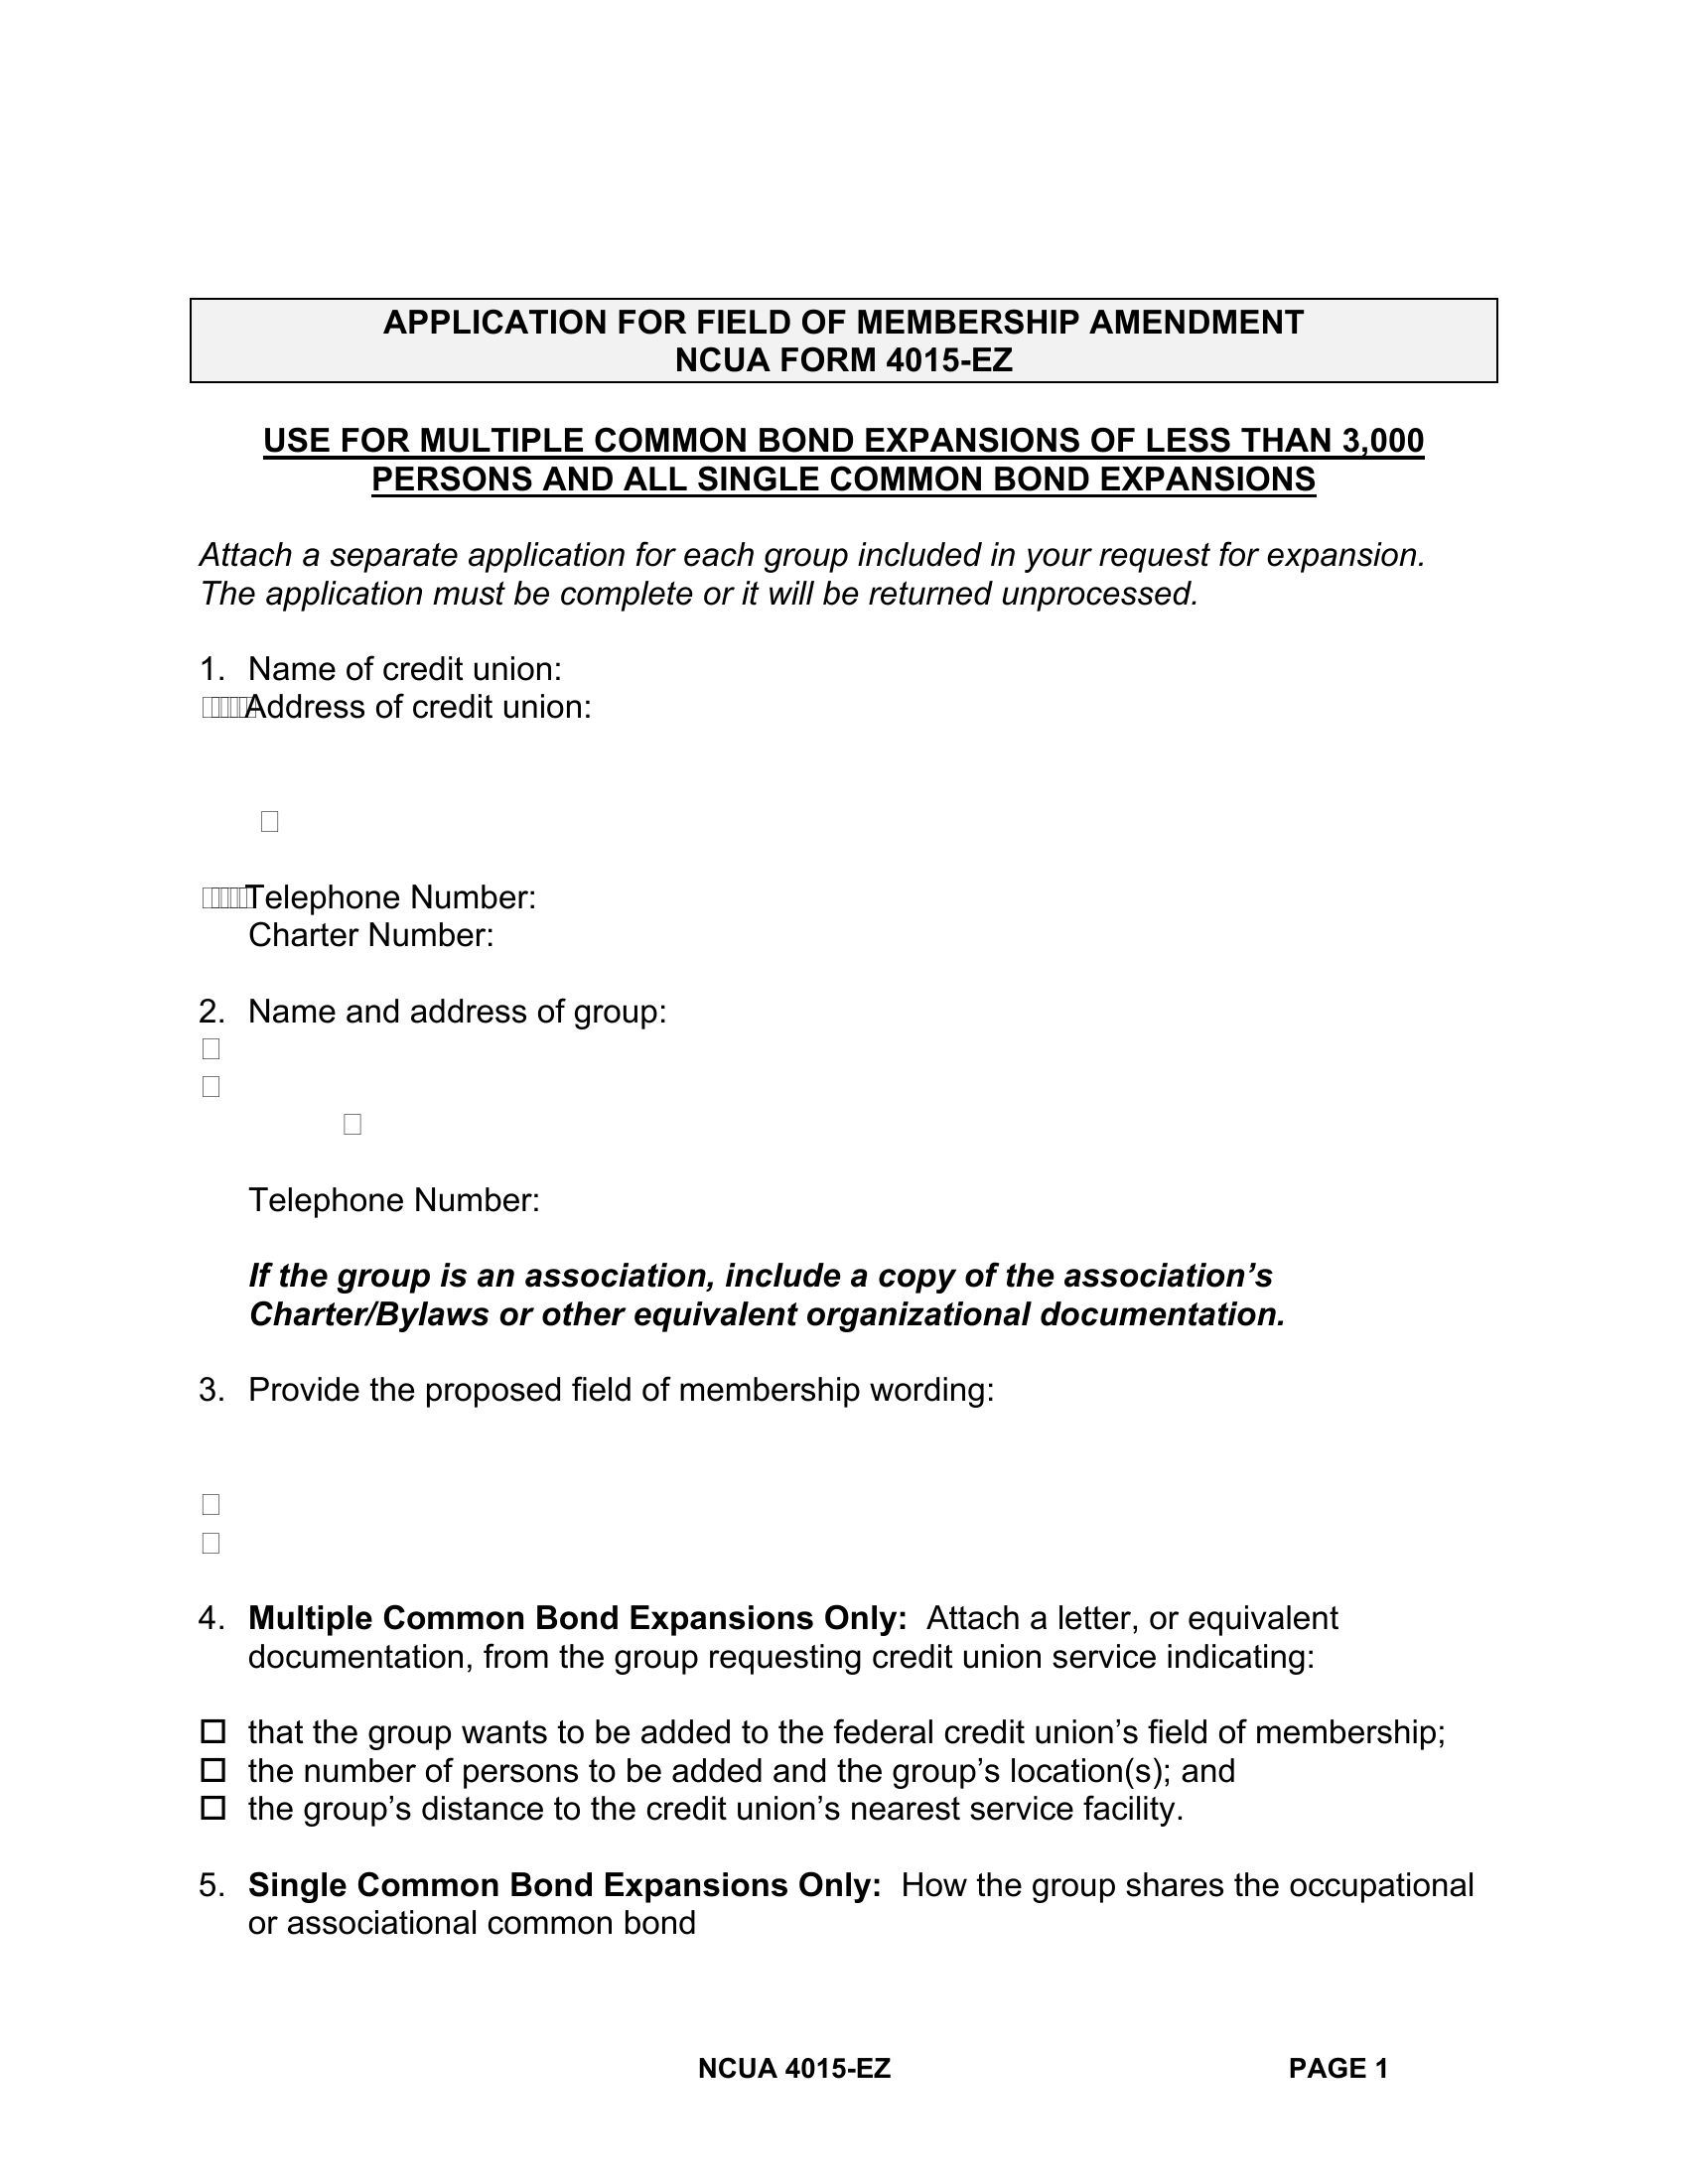 APPLICATION FOR FIELD OF MEMBERSHIP AMENDMENT
NCUA FORM 4015-EZ
USE FOR MULTIPLE COMMON BOND EXPANSIONS OF LESS THAN 3,000
PERSONS AND ALL SINGLE COMMON BOND EXPANSIONS
Attach a separate application for each group included in your request for expansion.
The application must be complete or it will be returned unprocessed.
1. Name of credit union:
Address of credit union:
Telephone Number:
Charter Number:
2. Name and address of group:
Telephone Number:
If the group is an association, include a copy of the association’s
Charter/Bylaws or other equivalent organizational documentation.
3. Provide the proposed field of membership wording:
4. Multiple Common Bond Expansions Only: Attach a letter, or equivalent
documentation, from the group requesting credit union service indicating:
☐ that the group wants to be added to the federal credit union’s field of membership;
☐ the number of persons to be added and the group’s location(s); and
☐ the group’s distance to the credit union’s nearest service facility.
5. Single Common Bond Expansions Only: How the group shares the occupational
or associational common bond
NCUA 4015-EZ PAGE 1